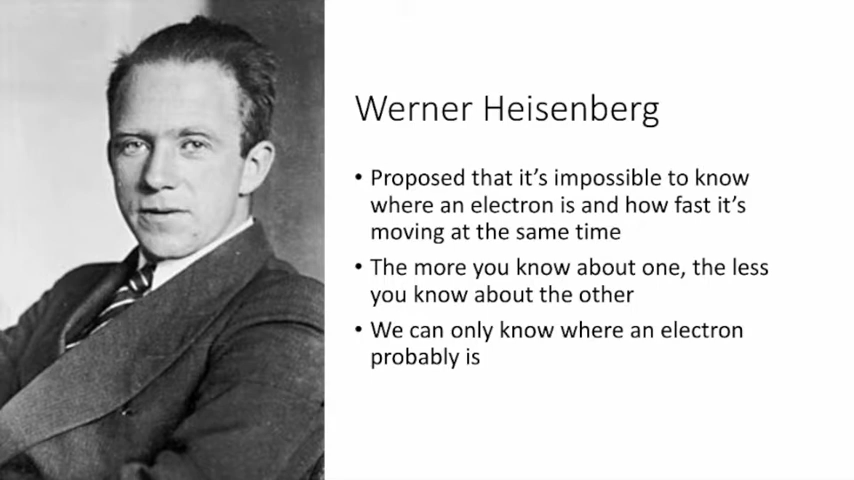 Werner Heisenberg
• Proposed that it’s impossible to know
where an electron is and how fast it’s
moving at the same time
• The more you know about one, the less
you know about the other
• We can only know where an electron
probably is